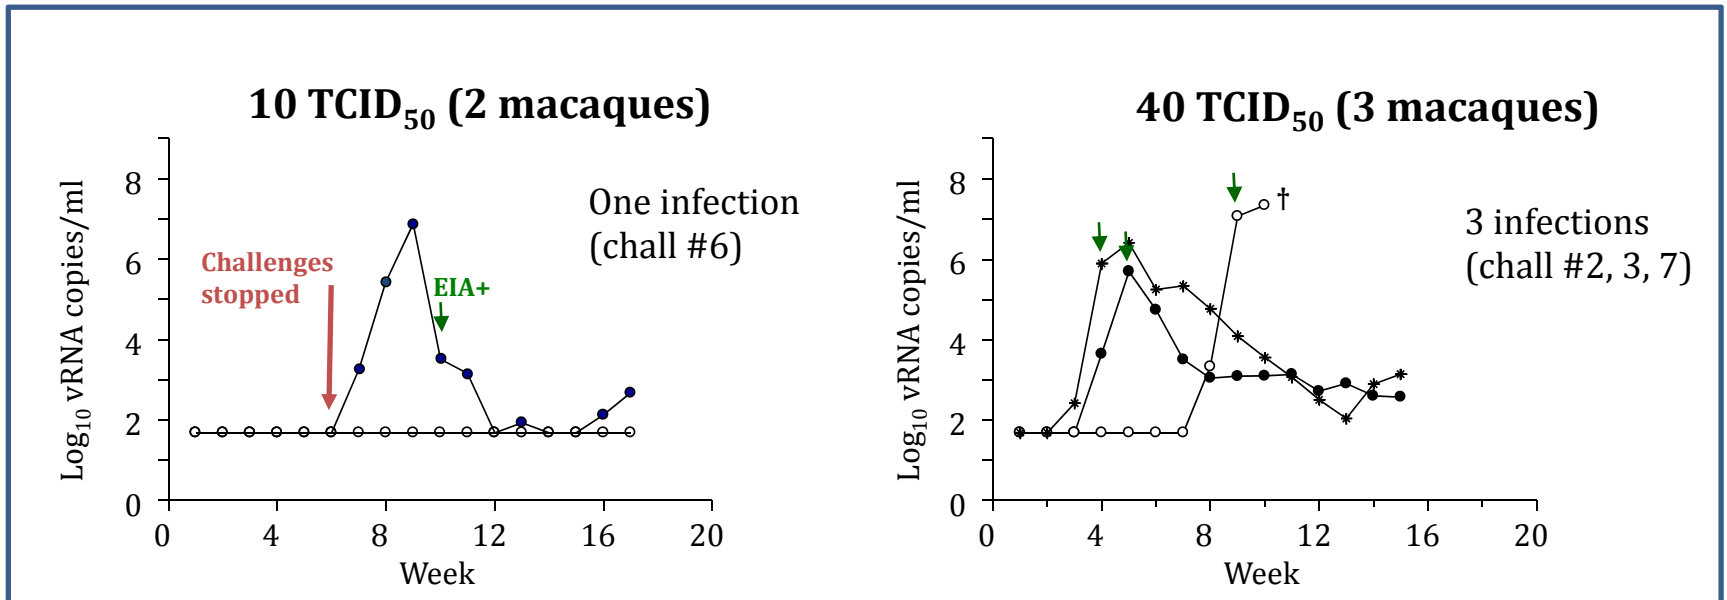 10 TCID50 (2 macaques)
Log10 vRNA copies/ml
8
6
4
2
0
One infection
(chall #6)
Challenges
stopped
EIA+
0 4 8 12 16 20
Week
40 TCID50 (3 macaques)
Log10 vRNA copies/ml
8
6
4
2
0
†
3 infections
(chall #2, 3, 7)
0 4 8 12 16 20
Week